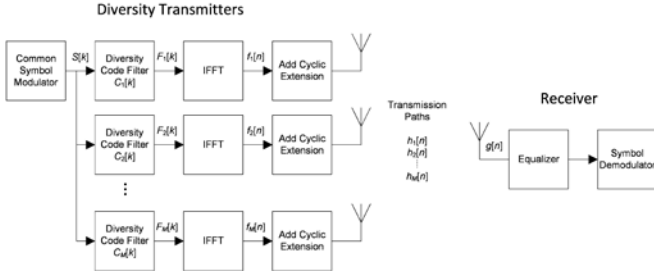 Diversity Transmitters
Common
Symbol
Modulator
S[k]
Diversity
Code Filter
C1[k]
F1[k]
IFFT
f1[n]
Add Cyclic
Extension
Diversity
Code Filter
C2[k]
F2[k]
IFFT
f2[n]
Add Cyclic
Extension
Diversity
Code Filter
CM[k]
FM[k]
IFFT
fM[n]
Add Cyclic
Extension
Transmission
Paths
h1[n]
h2[n]
hM[n]
Receiver
g[n]
Equalizer
Symbol
Demodulator